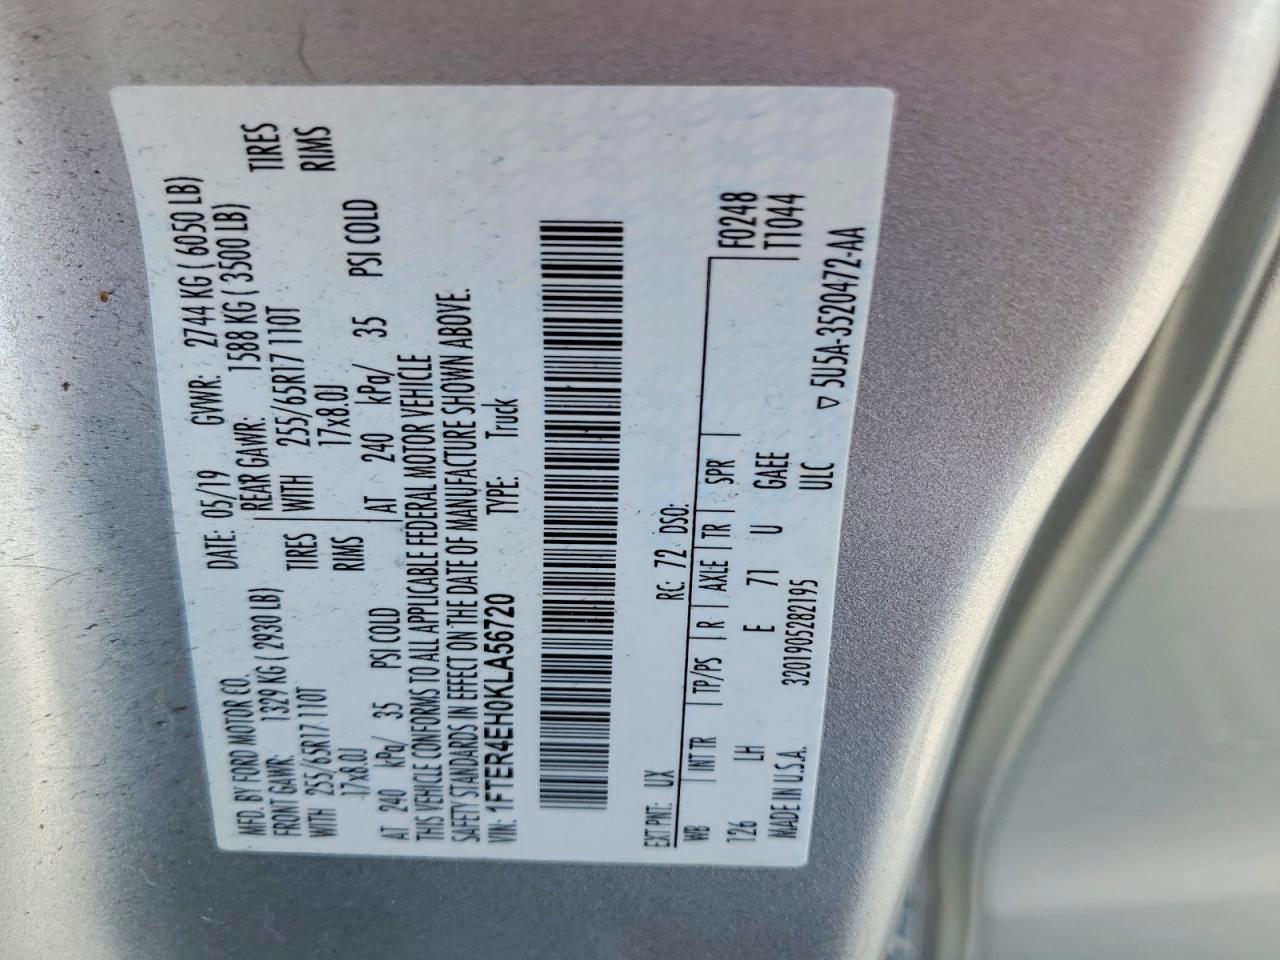 MFD. BY FORD MOTOR CO.
DATE: 05/19 GVWR: 2744 KG ( 6050 LB)
FRONT GAWR: 1329 KG ( 2930 LB) REAR GAWR: 1588 KG ( 3500 LB)
WITH 255/65R17 110T TIRES WITH 255/65R17 110T TIRES
17x8.0J RIMS 17x8.0J RIMS
AT 240 kPa/ 35 PSI COLD AT 240 kPa/ 35 PSI COLD
THIS VEHICLE CONFORMS TO ALL APPLICABLE FEDERAL MOTOR VEHICLE
SAFETY STANDARDS IN EFFECT ON THE DATE OF MANUFACTURE SHOWN ABOVE.
VIN: 1FTER4EH0KLA56720 TYPE: Truck
EXT PNT: UX RC: 72 DSO:
WB INT TR TP/PS R AXLE TR SPR F0248
126 LH E 71 U GAEE T1044
MADE IN U.S.A. 3201905282195 ULC
▽ 5U5A-3520472-AA